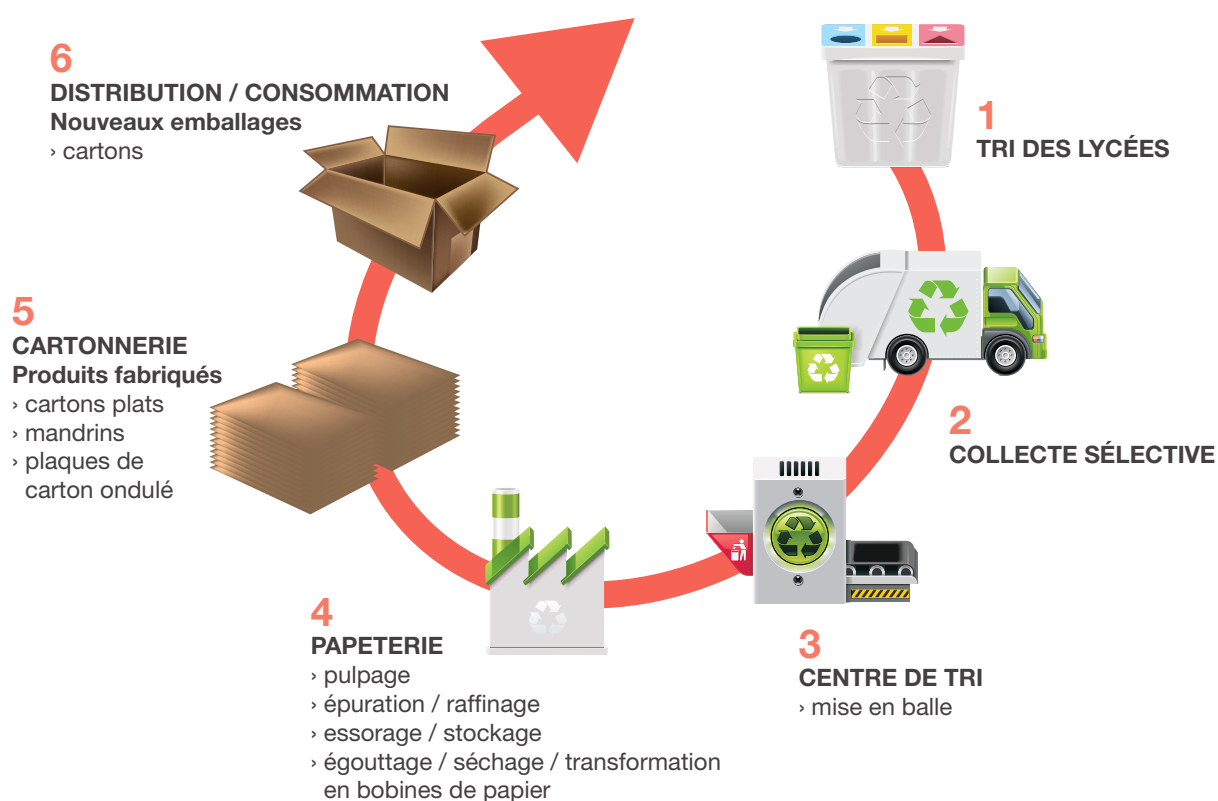 1
TRI DES LYCÉES
2
COLLECTE SÉLECTIVE
3
CENTRE DE TRI
› mise en balle
4
PAPETERIE
› pulpage
› épuration / raffinage
› essorage / stockage
› égouttage / séchage / transformation
en bobines de papier
5
CARTONNERIE
Produits fabriqués
› cartons plats
› mandrins
› plaques de
carton ondulé
6
DISTRIBUTION / CONSOMMATION
Nouveaux emballages
› cartons